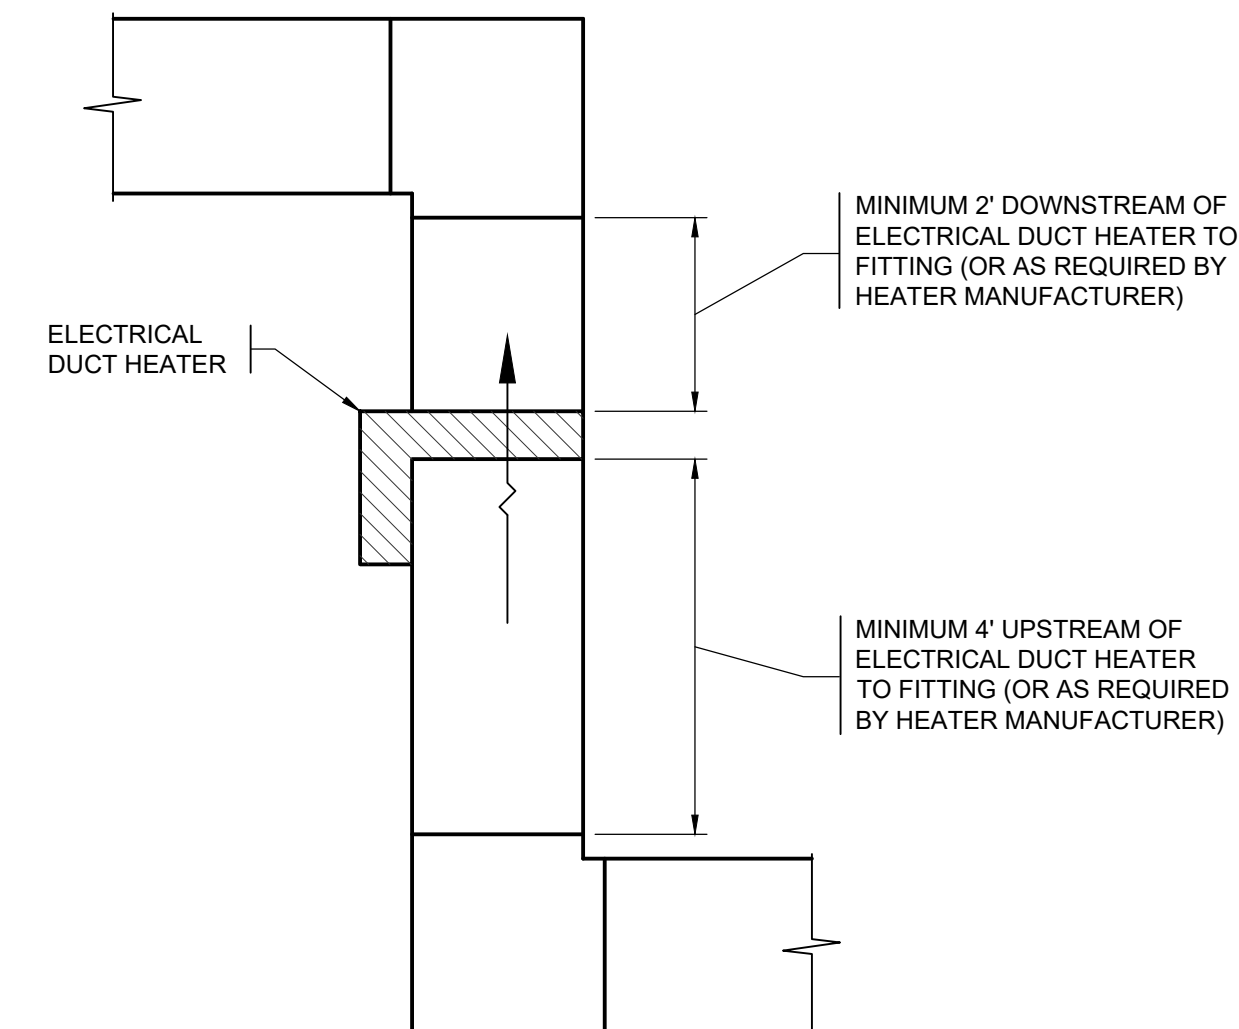 MINIMUM 2' DOWNSTREAM OF
ELECTRICAL DUCT HEATER TO
FITTING (OR AS REQUIRED BY
HEATER MANUFACTURER)
ELECTRICAL
DUCT HEATER
MINIMUM 4' UPSTREAM OF
ELECTRICAL DUCT HEATER
TO FITTING (OR AS REQUIRED
BY HEATER MANUFACTURER)